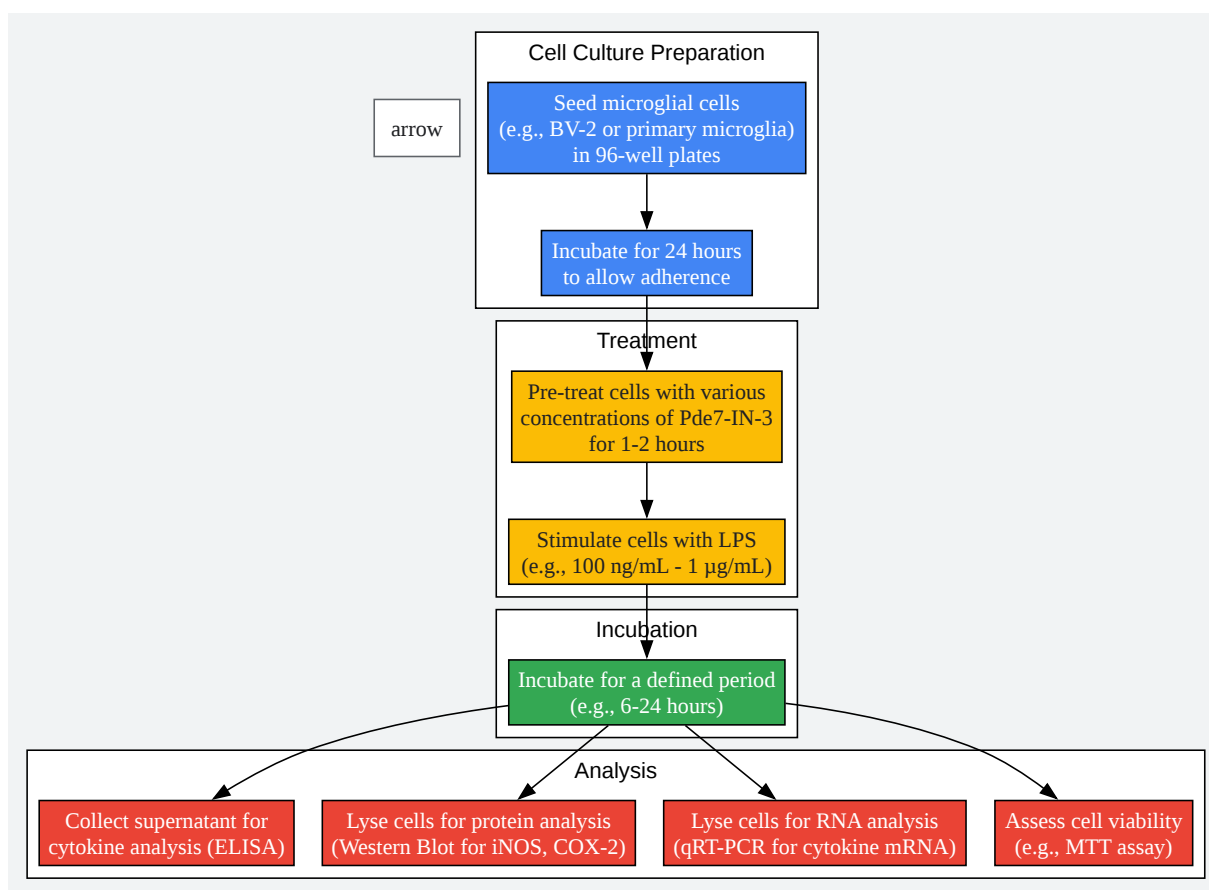 Cell Culture Preparation
arrow
Seed microglial cells
(e.g., BV-2 or primary microglia)
in 96-well plates
Incubate for 24 hours
to allow adherence
Treatment
Pre-treat cells with various
concentrations of Pde7-IN-3
for 1-2 hours
Stimulate cells with LPS
(e.g., 100 ng/mL - 1 µg/mL)
Incubation
Incubate for a defined period
(e.g., 6-24 hours)
Analysis
Collect supernatant for
cytokine analysis (ELISA)
Lyse cells for protein analysis
(Western Blot for iNOS, COX-2)
Lyse cells for RNA analysis
(qRT-PCR for cytokine mRNA)
Assess cell viability
(e.g., MTT assay)